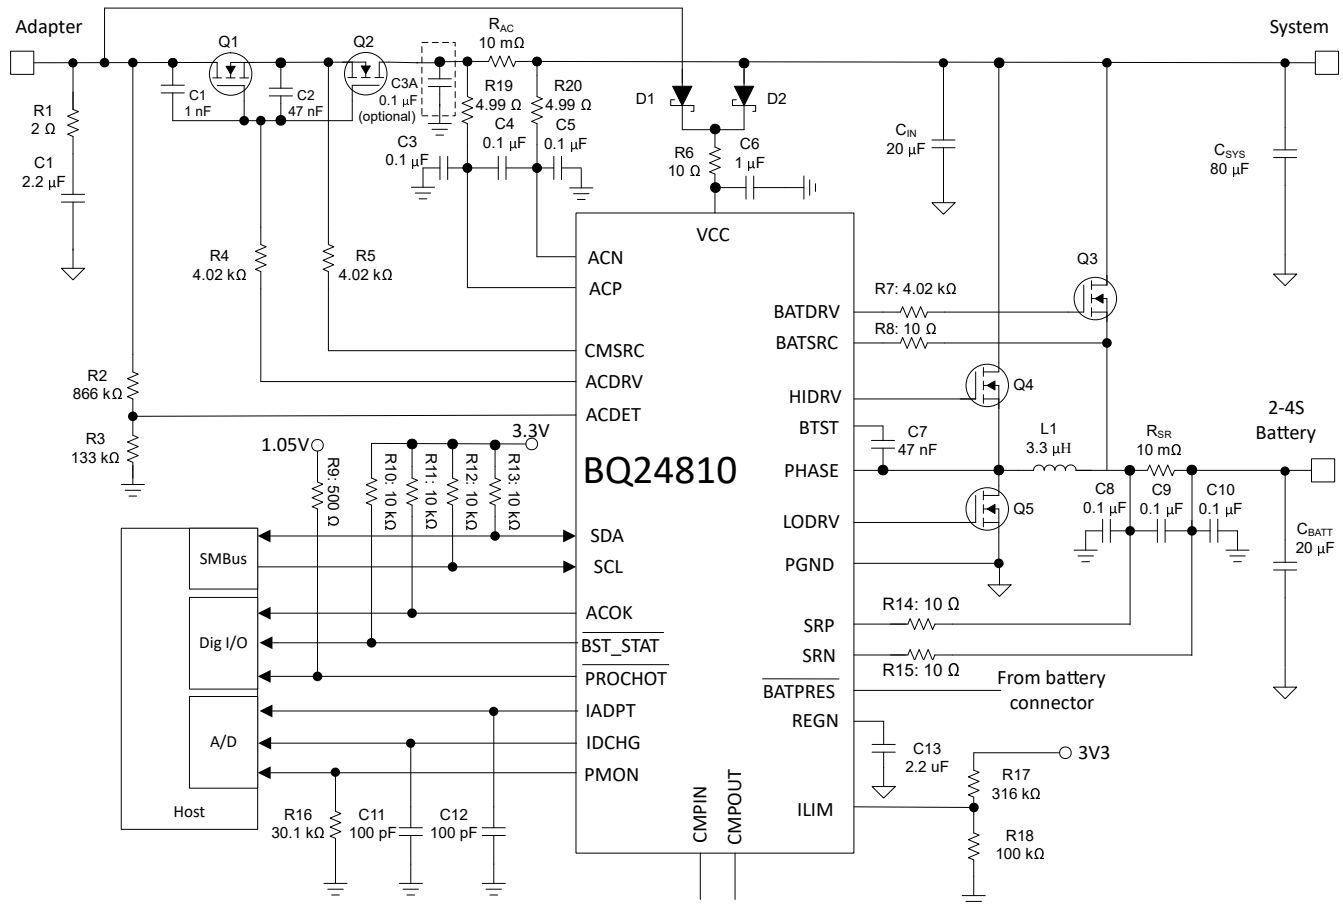 Adapter
System
Q1
Q2
R_AC
10 mΩ
C1
1 nF
C2
47 nF
C3A
0.1 µF
(optional)
R19
4.99 Ω
R20
4.99 Ω
D1
D2
R1
2 Ω
C1
2.2 µF
C3
0.1 µF
C4
0.1 µF
C5
0.1 µF
R6
10 Ω
C6
1 µF
C_IN
20 µF
C_SYS
80 µF
VCC
R4
4.02 kΩ
R5
4.02 kΩ
ACN
ACP
CMSRC
ACDRV
ACDET
Q3
R7: 4.02 kΩ
BATDRV
R8: 10 Ω
BATSRC
R2
866 kΩ
R3
133 kΩ
HIDRV
Q4
BTST
C7
47 nF
L1
3.3 µH
R_SR
10 mΩ
2-4S
Battery
1.05V
3.3V
R9: 500 Ω
R10: 10 kΩ
R11: 10 kΩ
R12: 10 kΩ
R13: 10 kΩ
BQ24810
PHASE
LODRV
Q5
C8
0.1 µF
C9
0.1 µF
C10
0.1 µF
C_BATT
20 µF
PGND
SMBus
SDA
SCL
Dig I/O
ACOK
BST_STAT
PROCHOT
A/D
IADPT
IDCHG
PMON
Host
R14: 10 Ω
SRP
SRN
R15: 10 Ω
BATPRES
From battery
connector
REGN
C13
2.2 uF
3V3
R17
316 kΩ
ILIM
R18
100 kΩ
R16
30.1 kΩ
C11
100 pF
C12
100 pF
CMPIN
CMPOUT